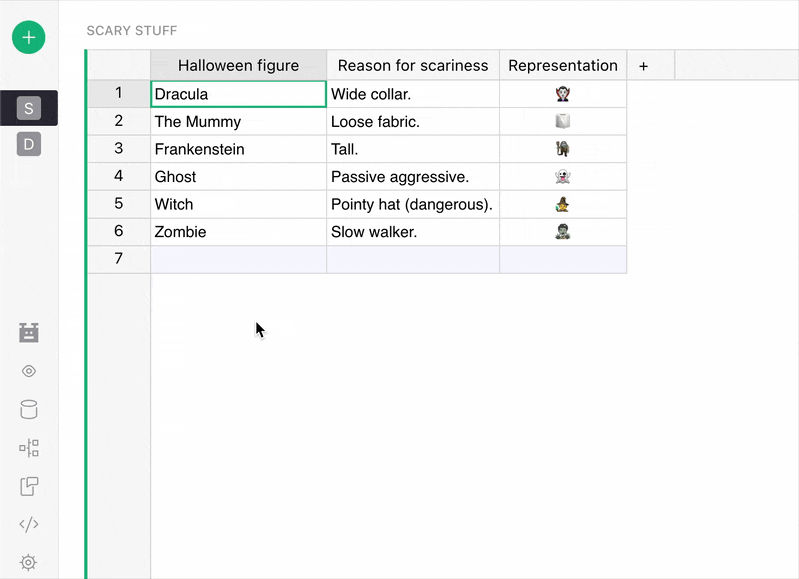 SCARY STUFF
Halloween figure Reason for scariness Representation +
1 Dracula Wide collar. 🧛
2 The Mummy Loose fabric.
3 Frankenstein Tall.
4 Ghost Passive aggressive. 👻
5 Witch Pointy hat (dangerous).
6 Zombie Slow walker. 🧟
7
S
D